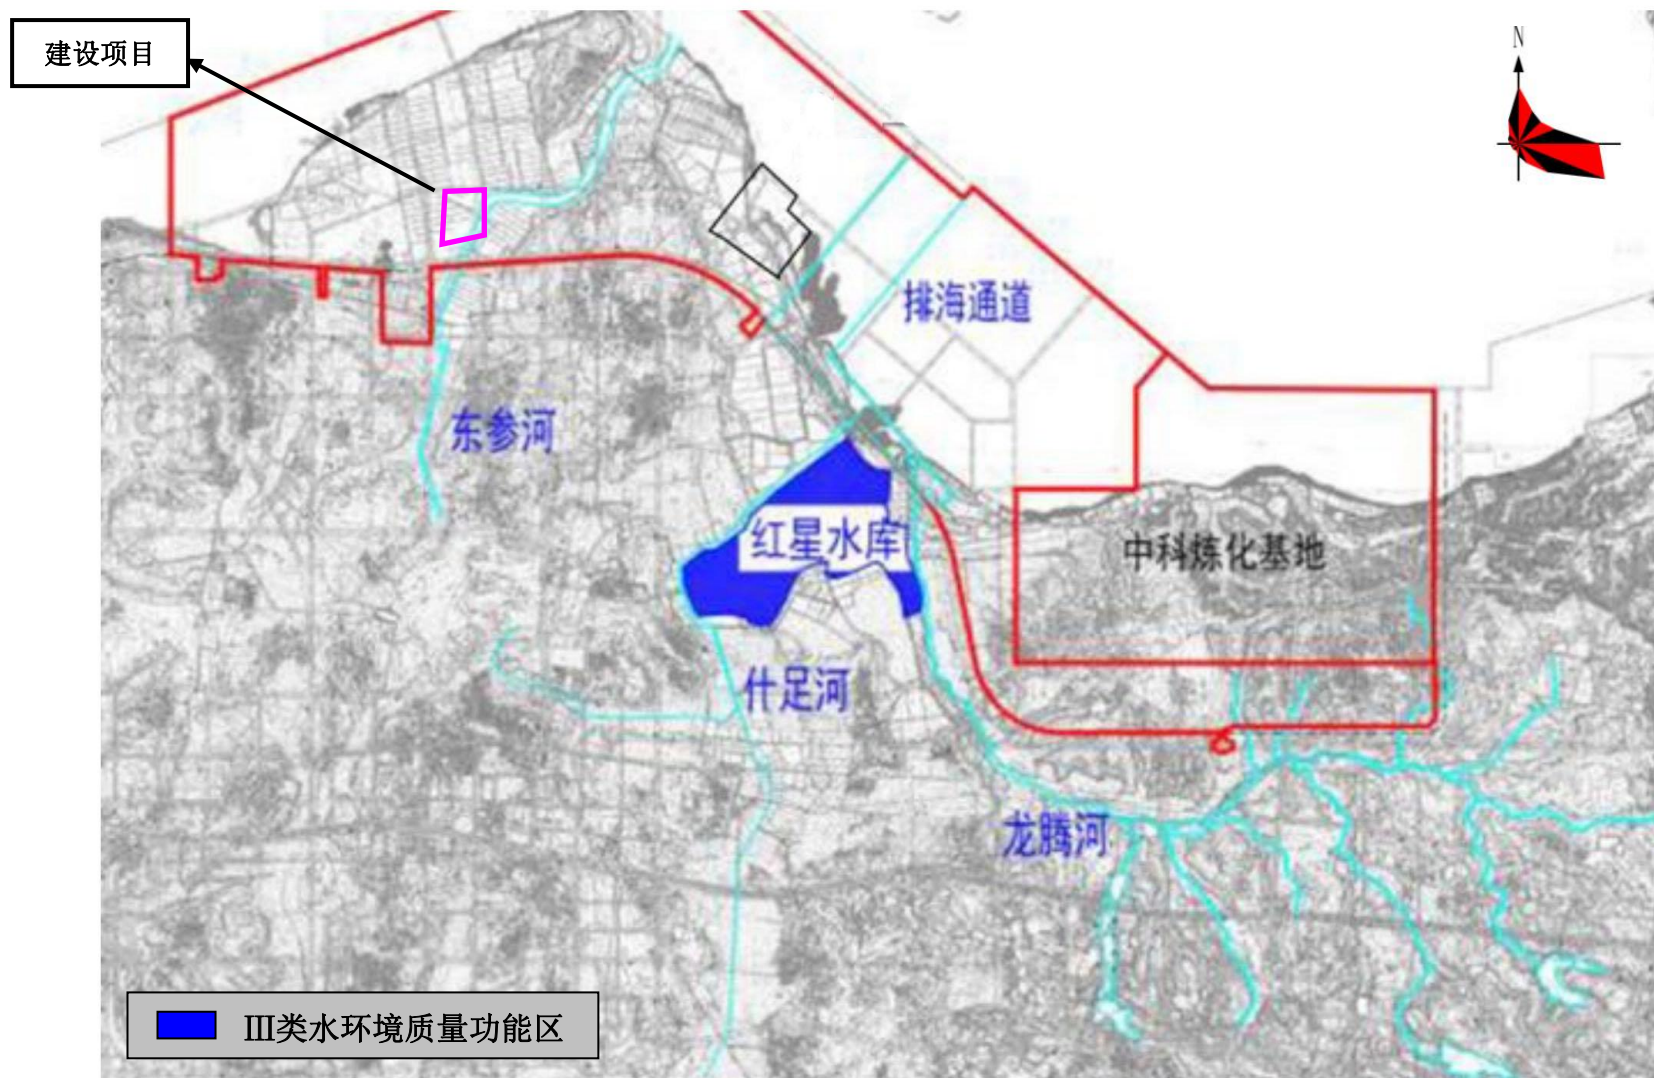 建设项目
N
排海通道
东参河
红星水库
中科炼化基地
什足河
龙腾河
III类水环境质量功能区